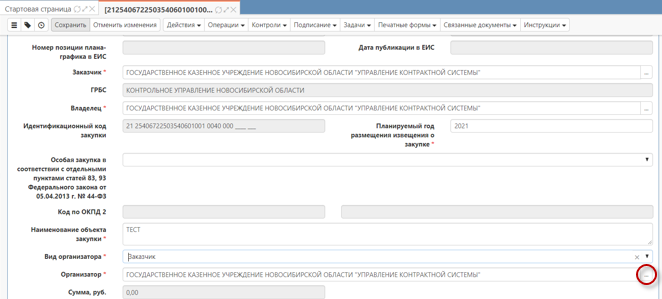 Стартовая страница
[21254067225035406 0100100...
Сохранить Отменить изменения Действия Операции Контроли Подписание Задачи Печатные формы Связанные документы Инструкции
Номер позиции плана-графика в ЕИС
Дата публикации в ЕИС
Заказчик * ГОСУДАРСТВЕННОЕ КАЗЕННОЕ УЧРЕЖДЕНИЕ НОВОСИБИРСКОЙ ОБЛАСТИ "УПРАВЛЕНИЕ КОНТРАКТНОЙ СИСТЕМЫ" ...
ГРБС КОНТРОЛЬНОЕ УПРАВЛЕНИЕ НОВОСИБИРСКОЙ ОБЛАСТИ
Владелец * ГОСУДАРСТВЕННОЕ КАЗЕННОЕ УЧРЕЖДЕНИЕ НОВОСИБИРСКОЙ ОБЛАСТИ "УПРАВЛЕНИЕ КОНТРАКТНОЙ СИСТЕМЫ" ...
Идентификационный код
закупки
21 25406722503540601001 0040 000 ____ ___
Планируемый год
размещения извещения о
закупке *
2021
Особая закупка в
соответствии с отдельными
пунктами статей 83, 93
Федерального закона от
05.04.2013 г. № 44-ФЗ
Код по ОКПД 2
Наименование объекта
закупки *
ТЕСТ
Вид организатора * Заказчик
Организатор * ГОСУДАРСТВЕННОЕ КАЗЕННОЕ УЧРЕЖДЕНИЕ НОВОСИБИРСКОЙ ОБЛАСТИ "УПРАВЛЕНИЕ КОНТРАКТНОЙ СИСТЕМЫ" ...
Сумма, руб. 0,00